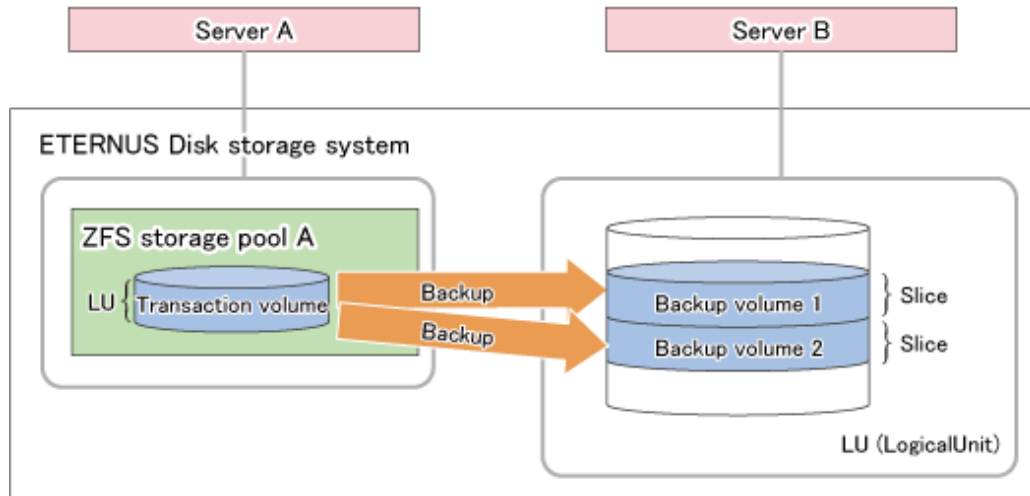 Server A
Server B
ETERNUS Disk storage system
ZFS storage pool A
LU
Transaction volume
Backup
Backup
Backup volume 1
Slice
Backup volume 2
Slice
LU (LogicalUnit)